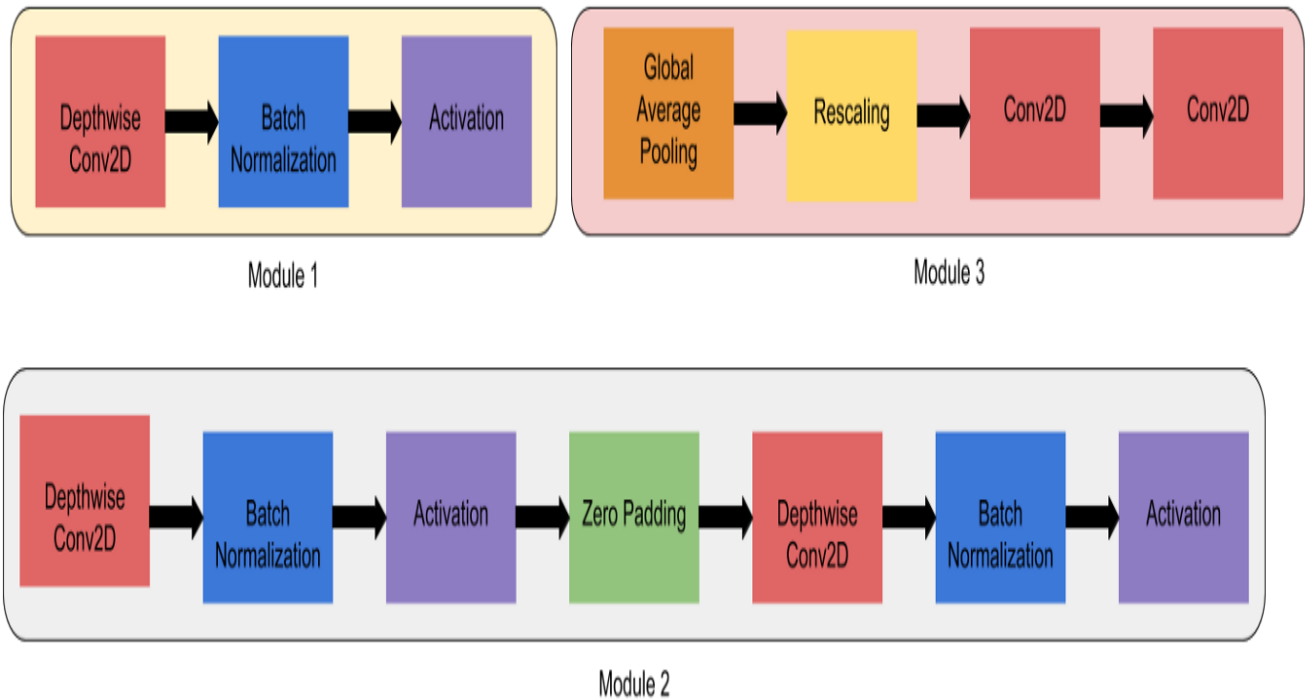 Depthwise
Conv2D
Batch
Normalization
Activation
Module 1
Global
Average
Pooling
Rescaling
Conv2D
Conv2D
Module 3
Depthwise
Conv2D
Batch
Normalization
Activation
Zero Padding
Depthwise
Conv2D
Batch
Normalization
Activation
Module 2